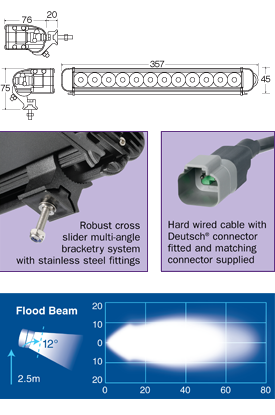 76
20
75
357
45
Robust cross
slider multi-angle
bracketry system
with stainless steel fittings
Hard wired cable with
Deutsch® connector
fitted and matching
connector supplied
Flood Beam
12°
2.5m
20
10
0
10
20
0
20
40
60
80